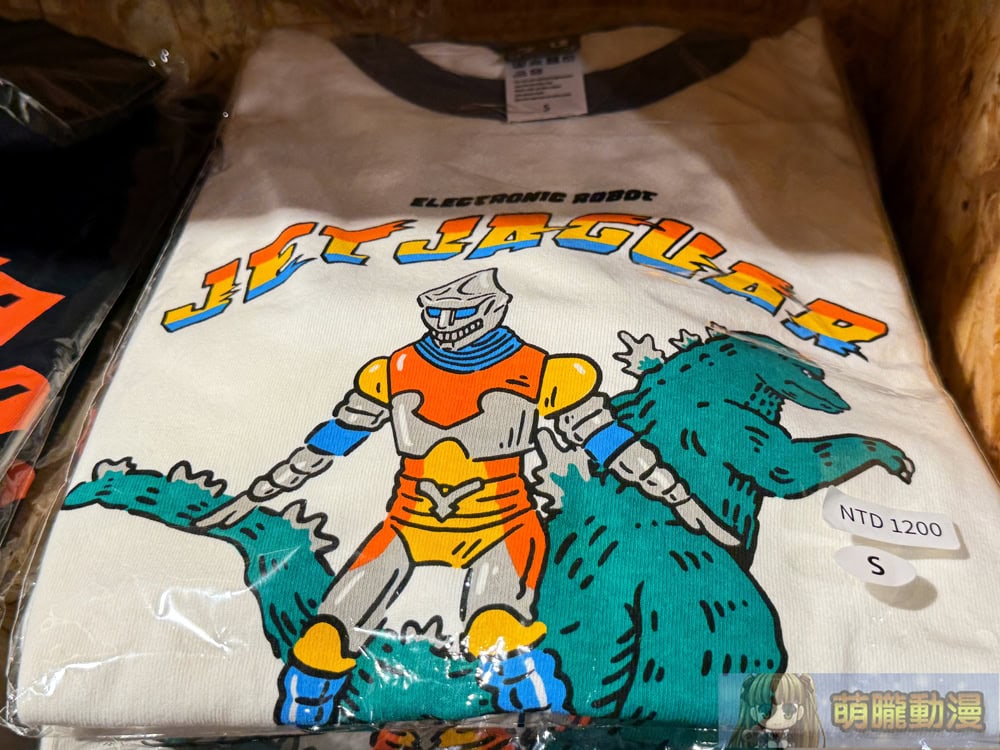 ELECTRONIC ROBOT
JET JAGUAR
S
NTD 1200
S
萌朧動漫